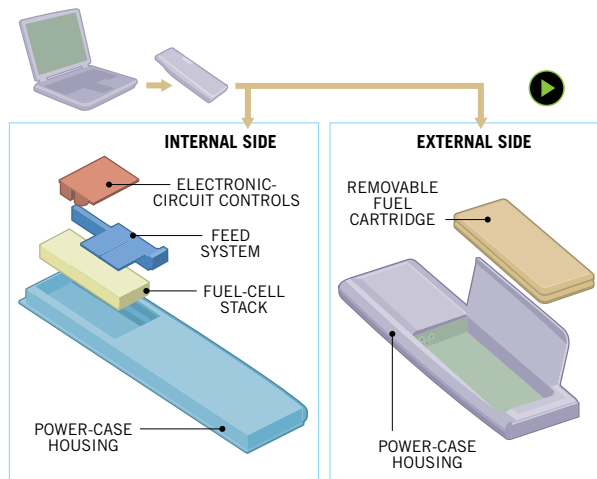 INTERNAL SIDE
ELECTRONIC-
CIRCUIT CONTROLS
FEED
SYSTEM
FUEL-CELL
STACK
POWER-CASE
HOUSING
EXTERNAL SIDE
REMOVABLE
FUEL
CARTRIDGE
POWER-CASE
HOUSING